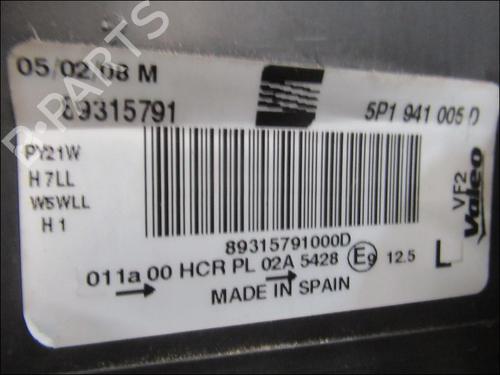 05/02/08 M
89315791
5P1 941 005 D
PY21W
H 7LL
W5WLL
H 1
VF2
Valeo
89315791000D
011a 00 HCR PL 02A 5428 E9 12.5 L
MADE IN SPAIN
B-PARTS